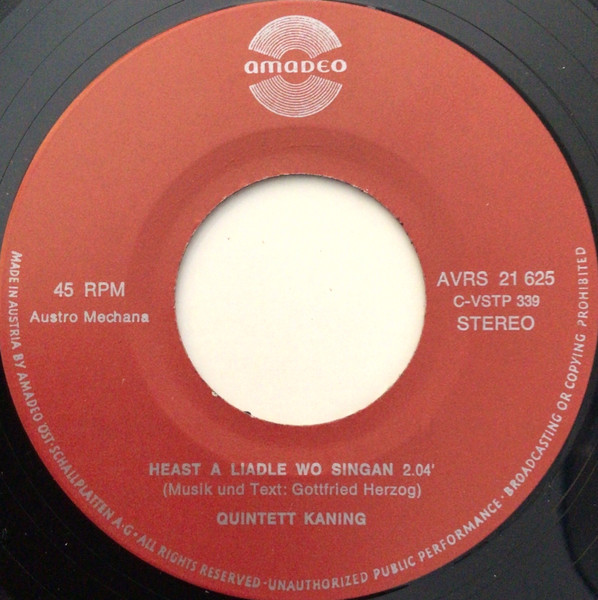 amadeo
45 RPM
Austro Mechana
AVRS 21 625
C-VSTP 339
STEREO
HEAST A LIADLE WO SINGAN 2.04'
(Musik und Text: Gottfried Herzog)
QUINTETT KANING
MADE IN AUSTRIA BY AMADEO ÖST. SCHALLPLATTEN A.G. · ALL RIGHTS RESERVED · UNAUTHORIZED PUBLIC PERFORMANCE · BROADCASTING OR COPYING PROHIBITED